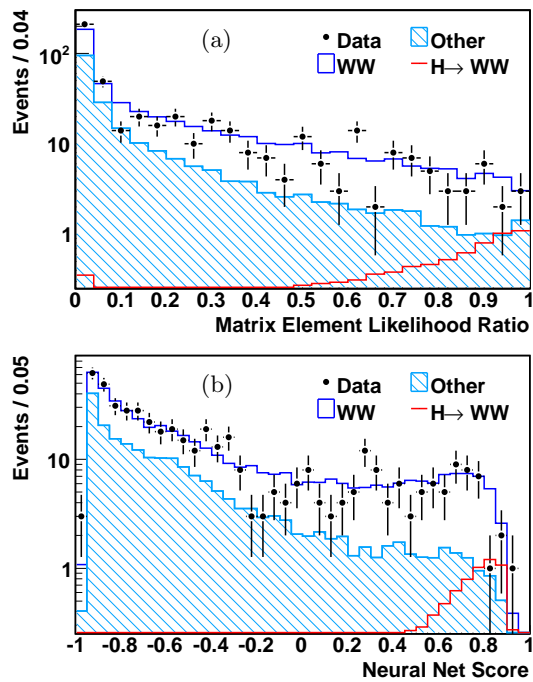 Events / 0.04
10²
10
1
(a)
Data
Other
WW
H→ WW
0 0.1 0.2 0.3 0.4 0.5 0.6 0.7 0.8 0.9 1
Matrix Element Likelihood Ratio
Events / 0.05
10
1
(b)
Data
Other
WW
H→ WW
-1 -0.8 -0.6 -0.4 -0.2 0 0.2 0.4 0.6 0.8 1
Neural Net Score